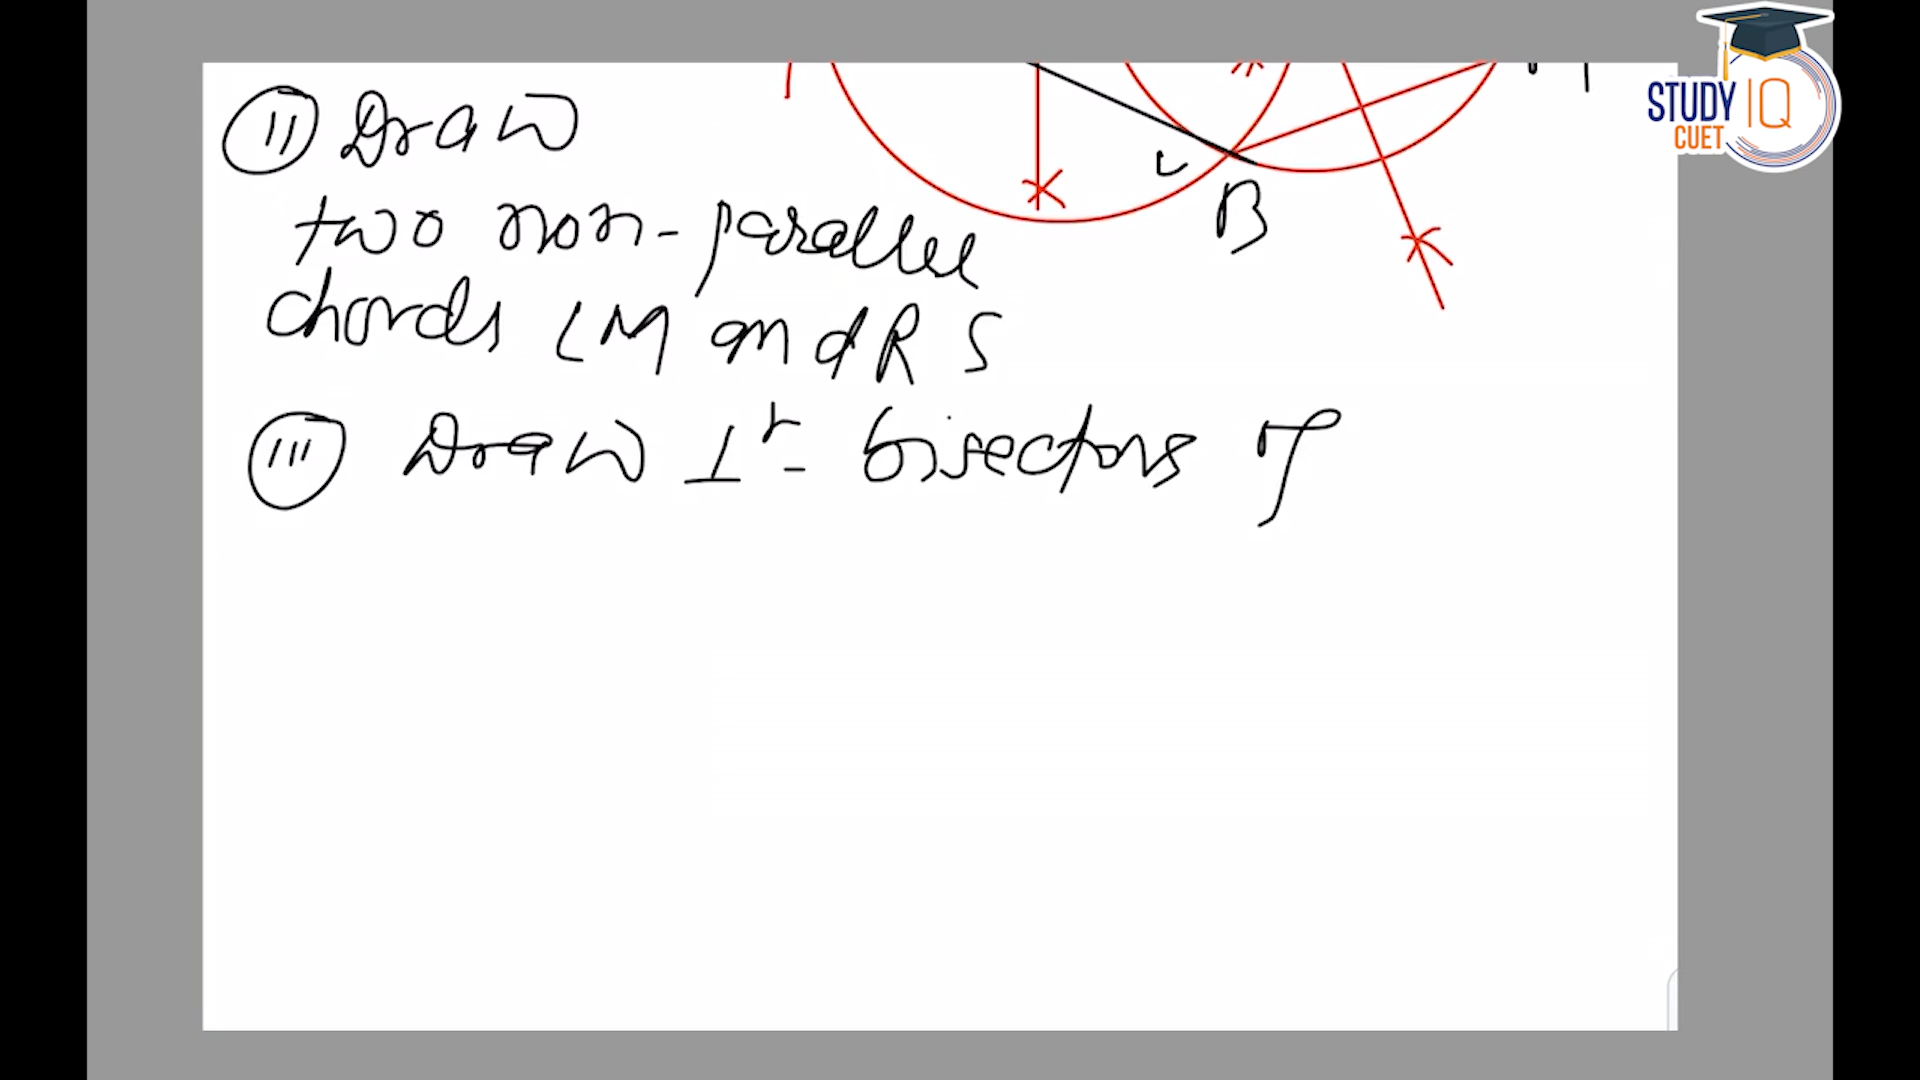 (II) Draw
two non-parallel
chords LM and RS
(III) Draw ⊥r- bisectors of
L
B
STUDY IQ
CUET